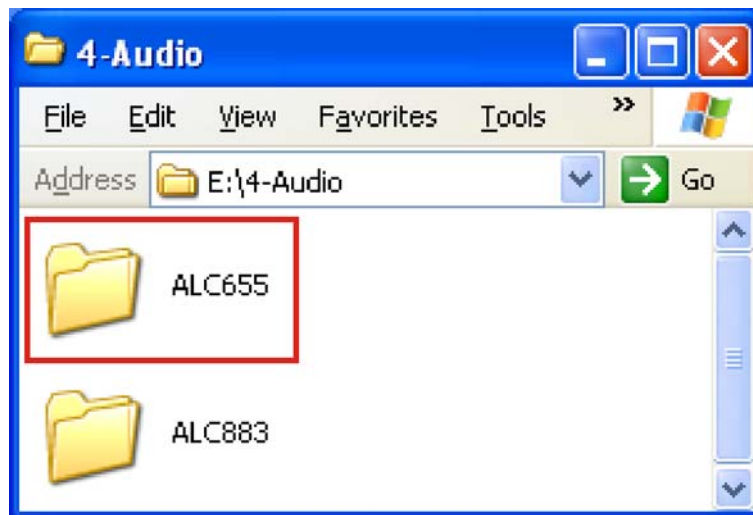 4-Audio
File Edit View Favorites Tools »
Address E:\4-Audio Go
ALC655
ALC883